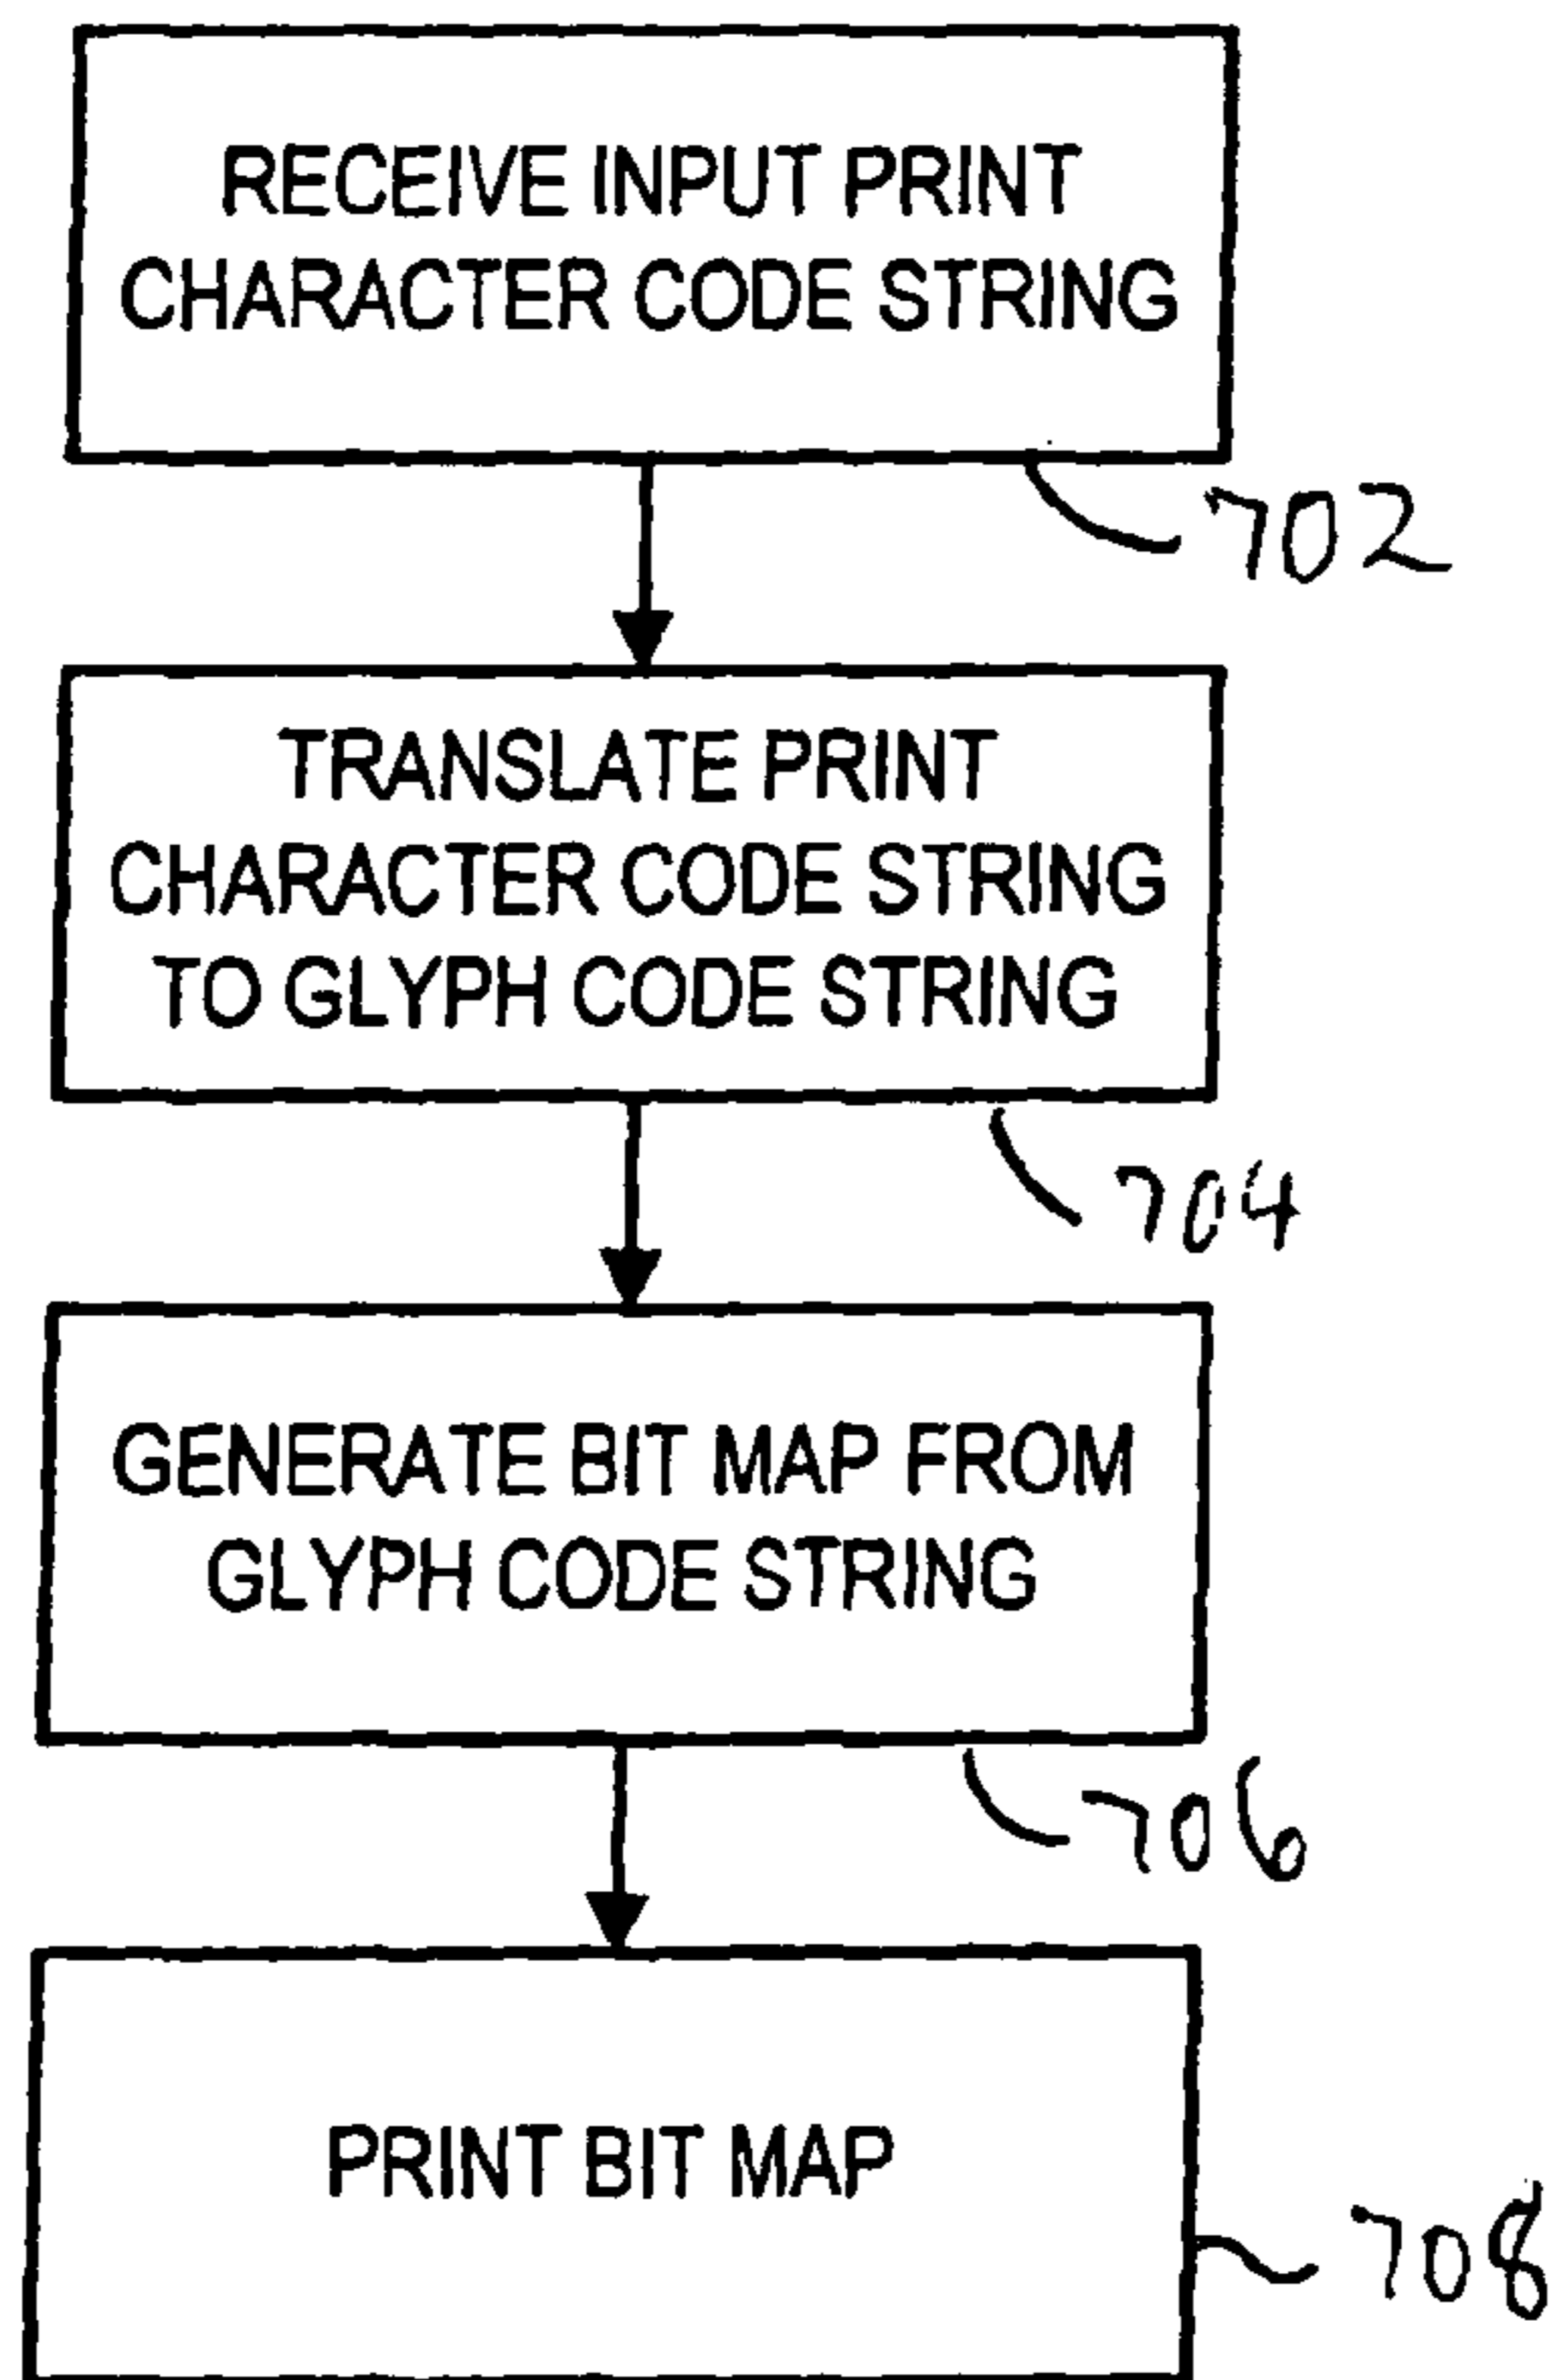 RECEIVE INPUT PRINT
CHARACTER CODE STRING
702
TRANSLATE PRINT
CHARACTER CODE STRING
TO GLYPH CODE STRING
704
GENERATE BIT MAP FROM
GLYPH CODE STRING
706
PRINT BIT MAP
708